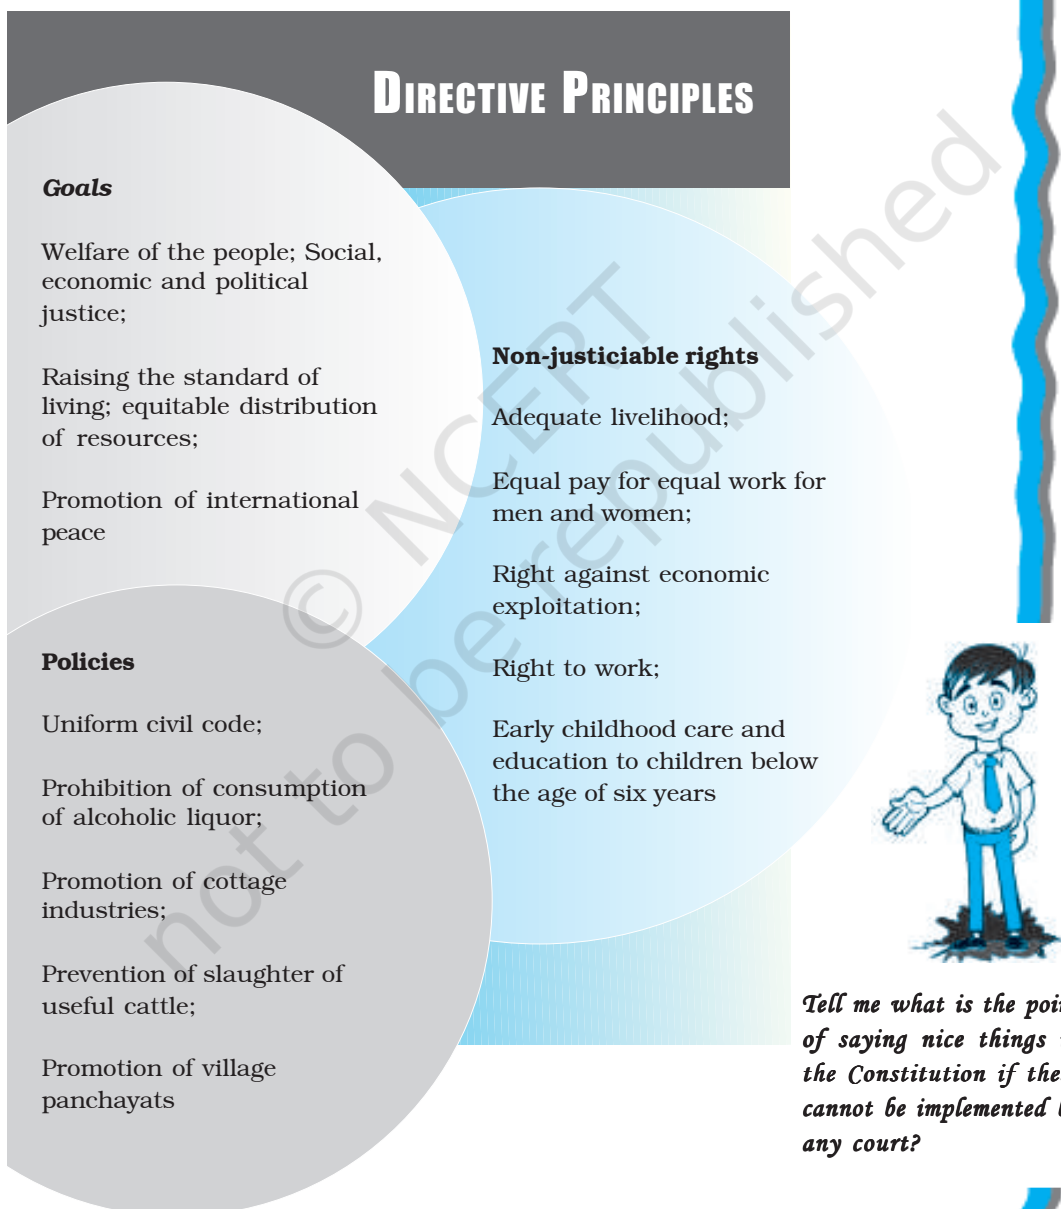 DIRECTIVE PRINCIPLES
Goals
Welfare of the people; Social,
economic and political
justice;
Raising the standard of
living; equitable distribution
of resources;
Promotion of international
peace
Non-justiciable rights
Adequate livelihood;
Equal pay for equal work for
men and women;
Right against economic
exploitation;
Right to work;
Early childhood care and
education to children below
the age of six years
Policies
Uniform civil code;
Prohibition of consumption
of alcoholic liquor;
Promotion of cottage
industries;
Prevention of slaughter of
useful cattle;
Promotion of village
panchayats
Tell me what is the
of saying nice things
the Constitution if
cannot be implemented
any court?
© NCERT
not to be republished